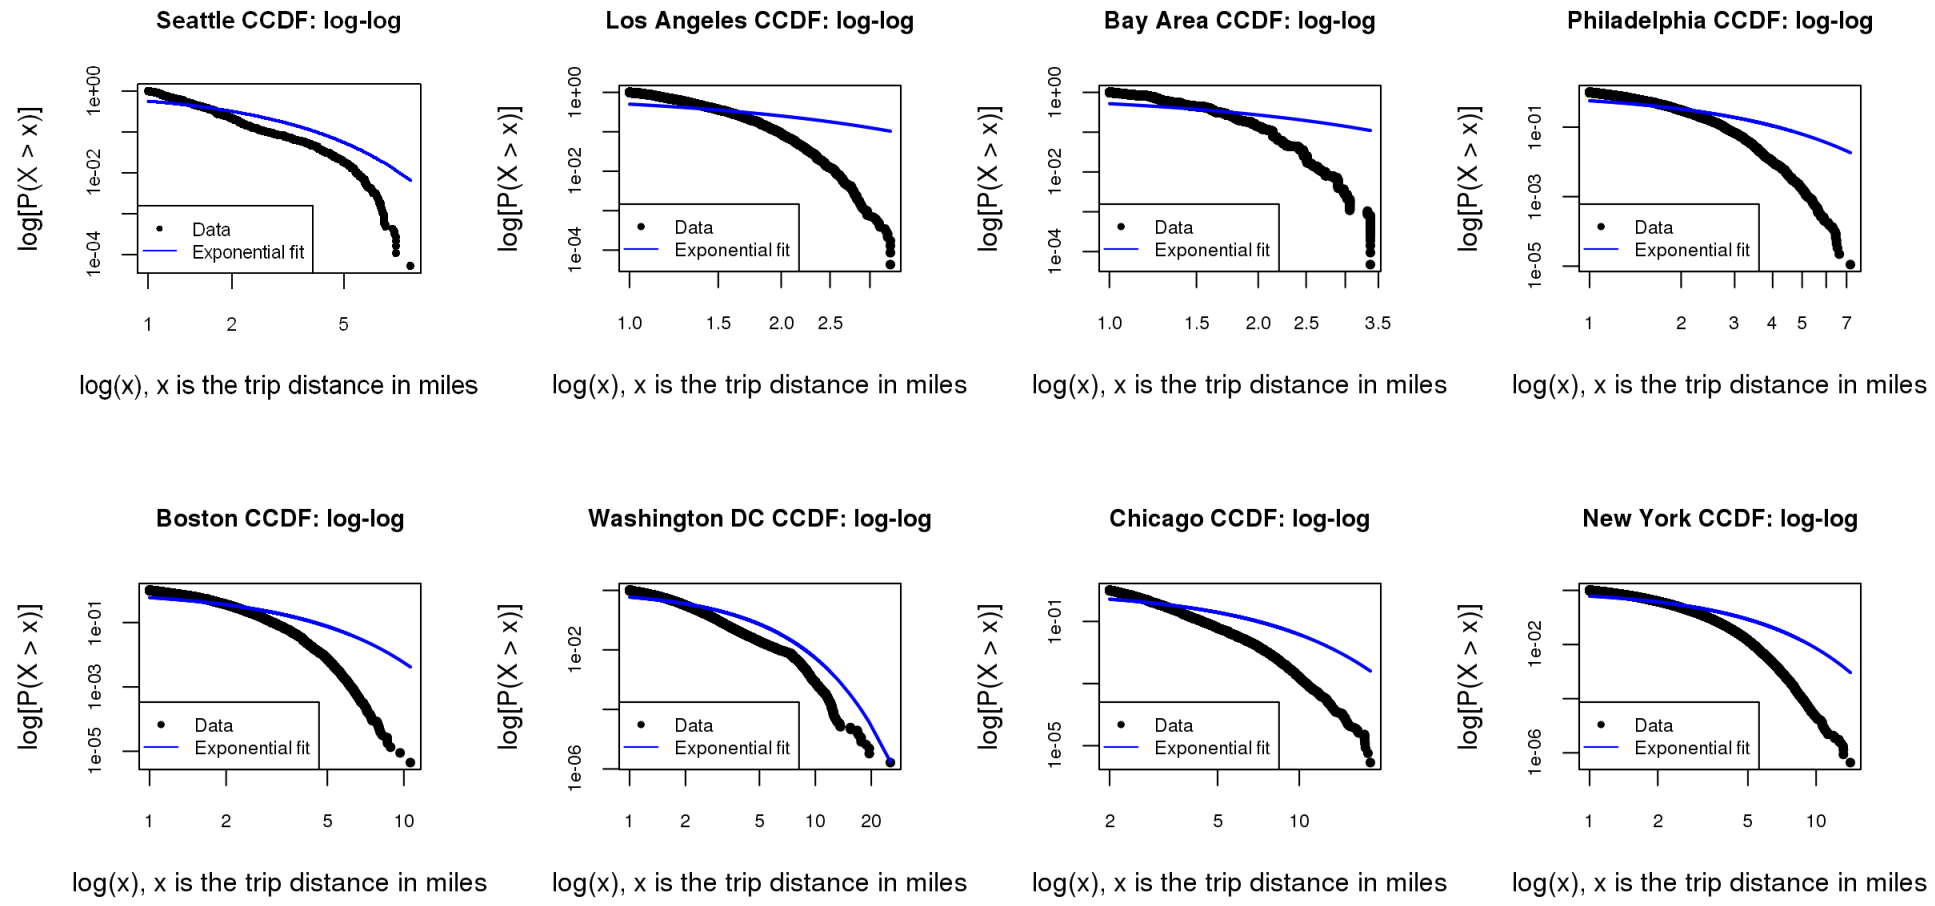 Seattle CCDF: log-log
log[P(X > x)]
1e+00
1e-02
1e-04
Data
Exponential fit
1 2 5
log(x), x is the trip distance in miles
Los Angeles CCDF: log-log
log[P(X > x)]
1e+00
1e-02
1e-04
Data
Exponential fit
1.0 1.5 2.0 2.5
log(x), x is the trip distance in miles
Bay Area CCDF: log-log
log[P(X > x)]
1e+00
1e-02
1e-04
Data
Exponential fit
1.0 1.5 2.0 2.5 3.5
log(x), x is the trip distance in miles
Philadelphia CCDF: log-log
log[P(X > x)]
1e-01
1e-03
1e-05
Data
Exponential fit
1 2 3 4 5 7
log(x), x is the trip distance in miles
Boston CCDF: log-log
log[P(X > x)]
1e-01
1e-03
1e-05
Data
Exponential fit
1 2 5 10
log(x), x is the trip distance in miles
Washington DC CCDF: log-log
log[P(X > x)]
1e-02
1e-06
Data
Exponential fit
1 2 5 10 20
log(x), x is the trip distance in miles
Chicago CCDF: log-log
log[P(X > x)]
1e-01
1e-05
Data
Exponential fit
2 5 10
log(x), x is the trip distance in miles
New York CCDF: log-log
log[P(X > x)]
1e-02
1e-06
Data
Exponential fit
1 2 5 10
log(x), x is the trip distance in miles